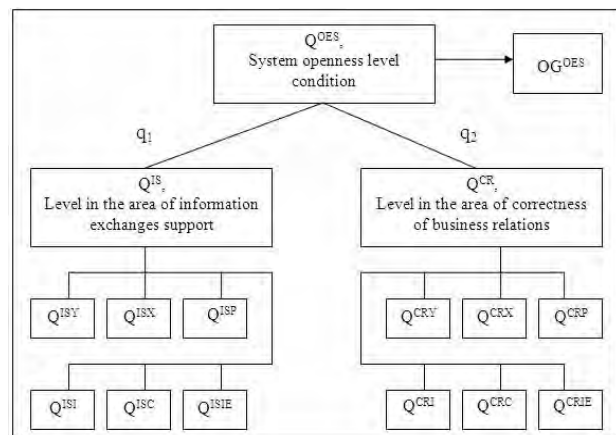 Q^OES,
System openness level
condition
OG^OES
q₁
q₂
Q^IS,
Level in the area of information
exchanges support
Q^CR,
Level in the area of correctness
of business relations
Q^ISY
Q^ISX
Q^ISP
Q^CRY
Q^CRX
Q^CRP
Q^ISI
Q^ISC
Q^ISIE
Q^CRI
Q^CRC
Q^CRIE